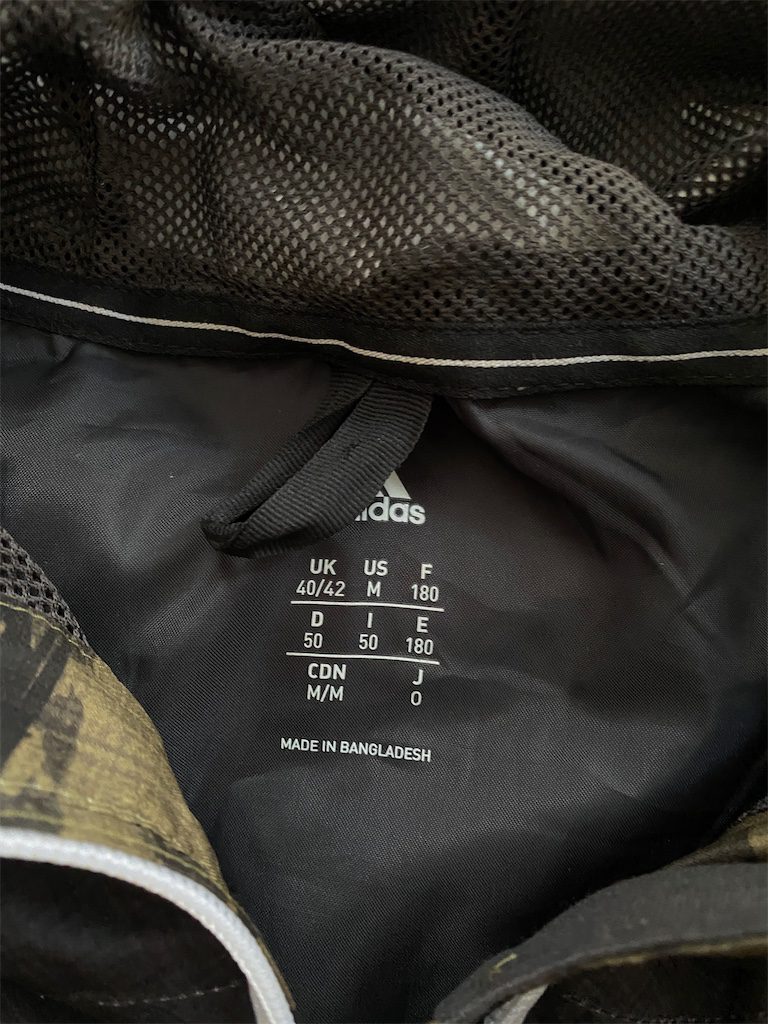 adidas
UK US F
40/42 M 180
D I E
50 50 180
CDN J
M/M O
MADE IN BANGLADESH